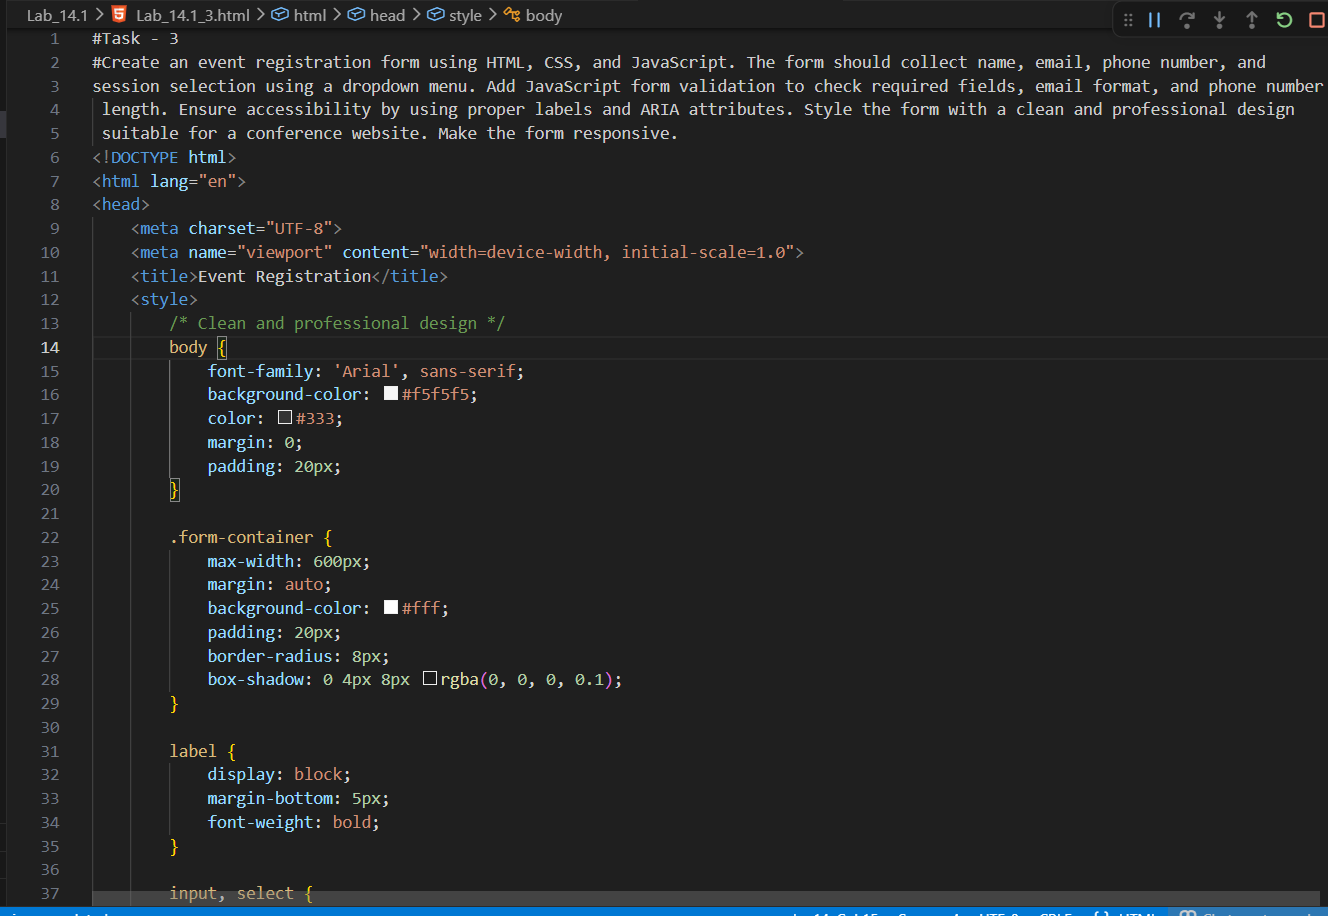 Lab_14.1 > Lab_14.1_3.html > html > head > style > body
1 #Task - 3
2 #Create an event registration form using HTML, CSS, and JavaScript. The form should collect name, email, phone number, and
3 session selection using a dropdown menu. Add JavaScript form validation to check required fields, email format, and phone number
4 length. Ensure accessibility by using proper labels and ARIA attributes. Style the form with a clean and professional design
5 suitable for a conference website. Make the form responsive.
6 <!DOCTYPE html>
7 <html lang="en">
8 <head>
9 <meta charset="UTF-8">
10 <meta name="viewport" content="width=device-width, initial-scale=1.0">
11 <title>Event Registration</title>
12 <style>
13 /* Clean and professional design */
14 body {
15 font-family: 'Arial', sans-serif;
16 background-color: #f5f5f5;
17 color: #333;
18 margin: 0;
19 padding: 20px;
20 }
21
22 .form-container {
23 max-width: 600px;
24 margin: auto;
25 background-color: #fff;
26 padding: 20px;
27 border-radius: 8px;
28 box-shadow: 0 4px 8px rgba(0, 0, 0, 0.1);
29 }
30
31 label {
32 display: block;
33 margin-bottom: 5px;
34 font-weight: bold;
35 }
36
37 input, select {